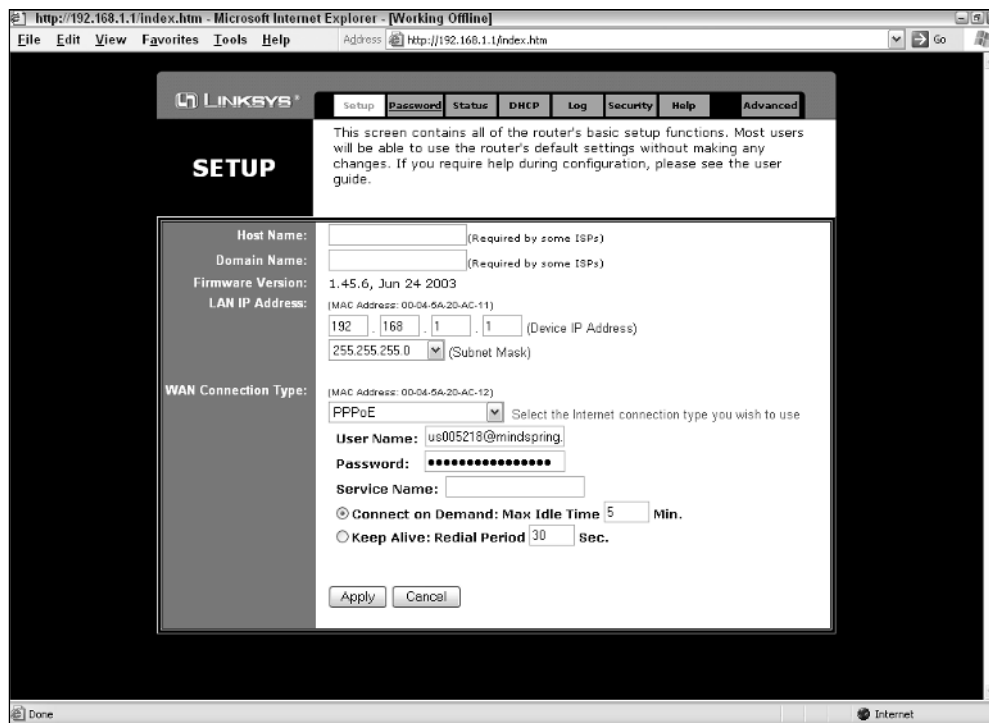 http://192.168.1.1/index.htm - Microsoft Internet Explorer - [Working Offline]
File Edit View Favorites Tools Help Address http://192.168.1.1/index.htm Go
LINKSYS®
Setup Password Status DHCP Log Security Help Advanced
SETUP
This screen contains all of the router's basic setup functions. Most users
will be able to use the router's default settings without making any
changes. If you require help during configuration, please see the user
guide.
Host Name: (Required by some ISPs)
Domain Name: (Required by some ISPs)
Firmware Version: 1.45.6, Jun 24 2003
LAN IP Address: (MAC Address: 00-04-5A-20-AC-11)
192 . 168 . 1 . 1 (Device IP Address)
255.255.255.0 (Subnet Mask)
WAN Connection Type: (MAC Address: 00-04-5A-20-AC-12)
PPPoE Select the Internet connection type you wish to use
User Name: us005218@mindspring.
Password: ••••••••••••••••
Service Name:
Connect on Demand: Max Idle Time 5 Min.
Keep Alive: Redial Period 30 Sec.
Apply Cancel
Done Internet